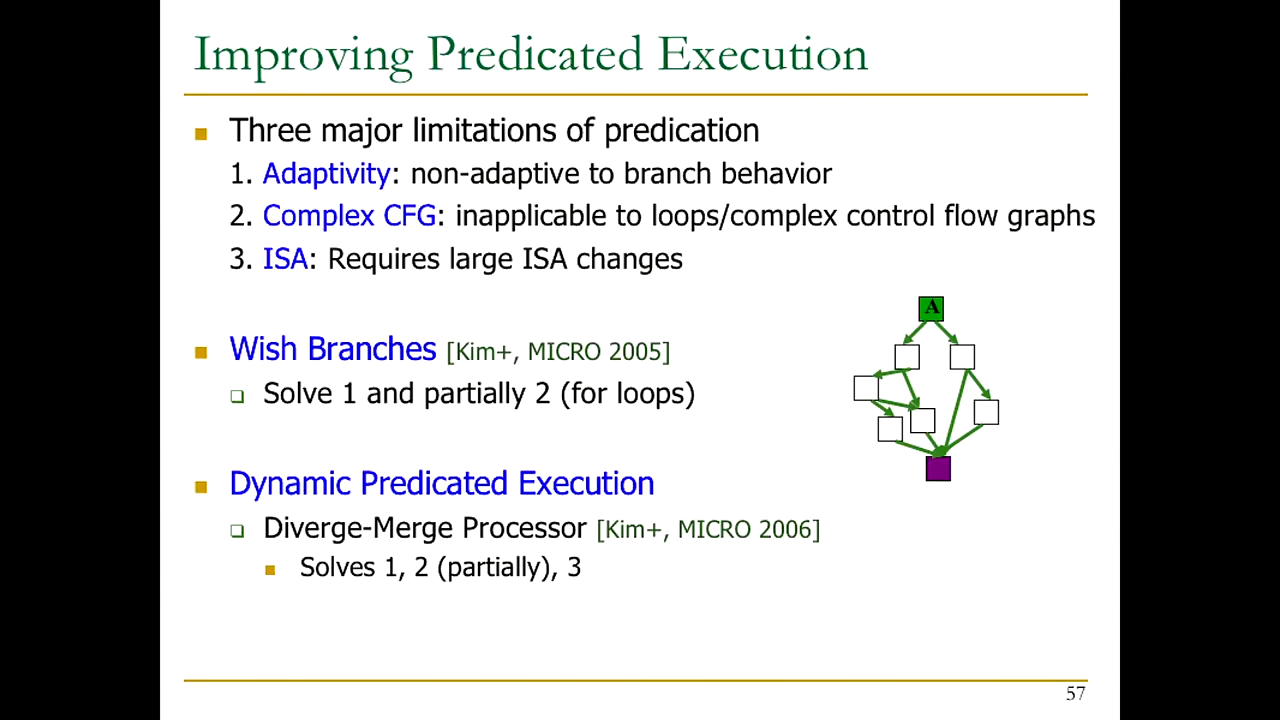 Improving Predicated Execution
Three major limitations of predication
1. Adaptivity: non-adaptive to branch behavior
2. Complex CFG: inapplicable to loops/complex control flow graphs
3. ISA: Requires large ISA changes
A
Wish Branches [Kim+, MICRO 2005]
Solve 1 and partially 2 (for loops)
Dynamic Predicated Execution
Diverge-Merge Processor [Kim+, MICRO 2006]
Solves 1, 2 (partially), 3
57